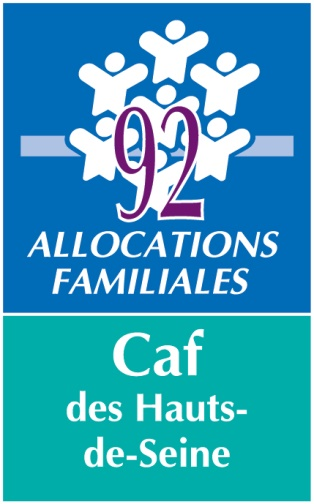 92
ALLOCATIONS
FAMILIALES
Caf
des Hauts-
de-Seine